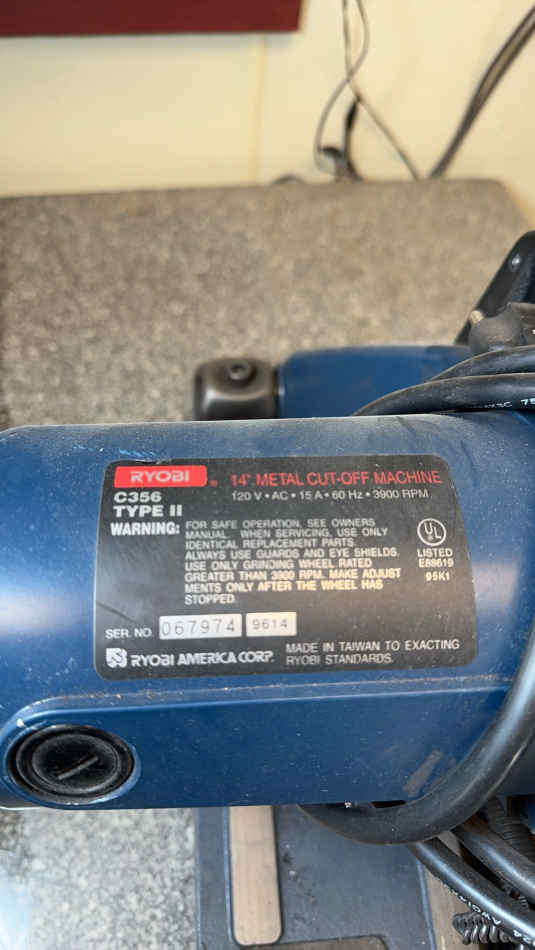 RYOBI ® 14" METAL CUT-OFF MACHINE
C356 120 V • AC • 15 A • 60 Hz • 3900 RPM
TYPE II
WARNING: FOR SAFE OPERATION, SEE OWNERS
MANUAL. WHEN SERVICING, USE ONLY
IDENTICAL REPLACEMENT PARTS.
ALWAYS USE GUARDS AND EYE SHIELDS.
USE ONLY GRINDING WHEEL RATED
GREATER THAN 3900 RPM. MAKE ADJUST
MENTS ONLY AFTER THE WHEEL HAS
STOPPED.
UL
LISTED
E88619
95K1
SER. NO. 067974 9614
RYOBI AMERICA CORP.
MADE IN TAIWAN TO EXACTING
RYOBI STANDARDS.